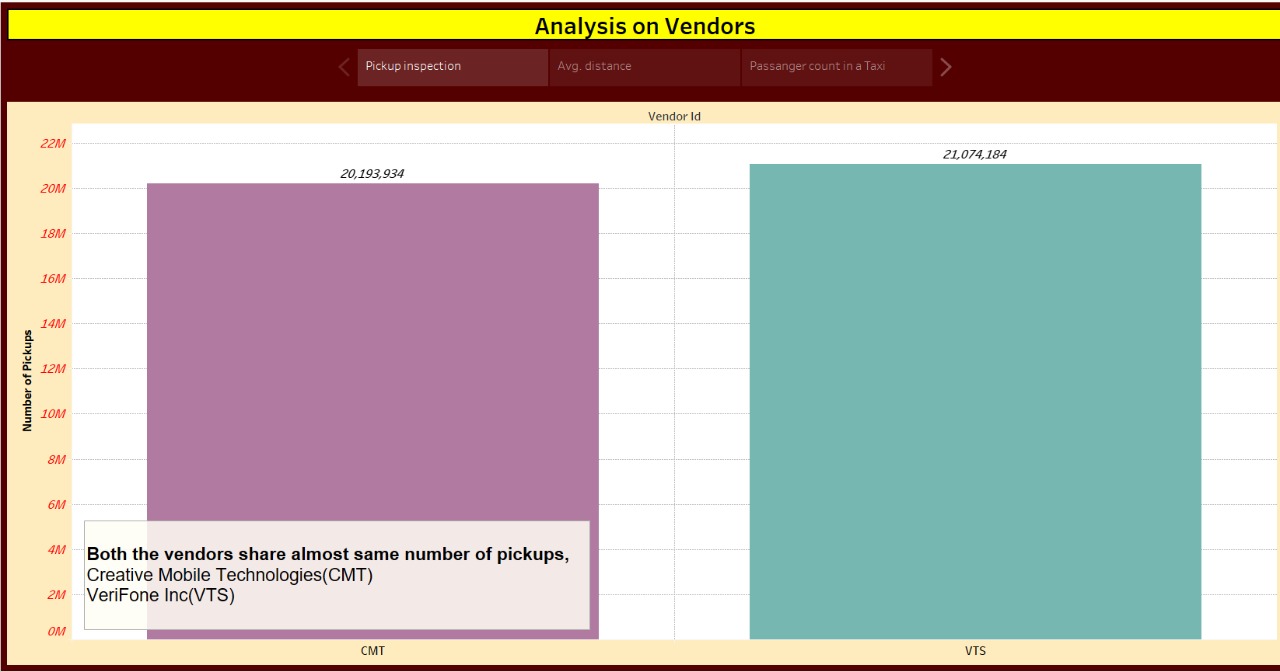 Analysis on Vendors
Pickup inspection
Avg. distance
Passanger count in a Taxi
Vendor Id
22M
20M
18M
16M
14M
12M
10M
8M
6M
4M
2M
0M
Number of Pickups
20,193,934
21,074,184
Both the vendors share almost same number of pickups,
Creative Mobile Technologies(CMT)
VeriFone Inc(VTS)
CMT
VTS